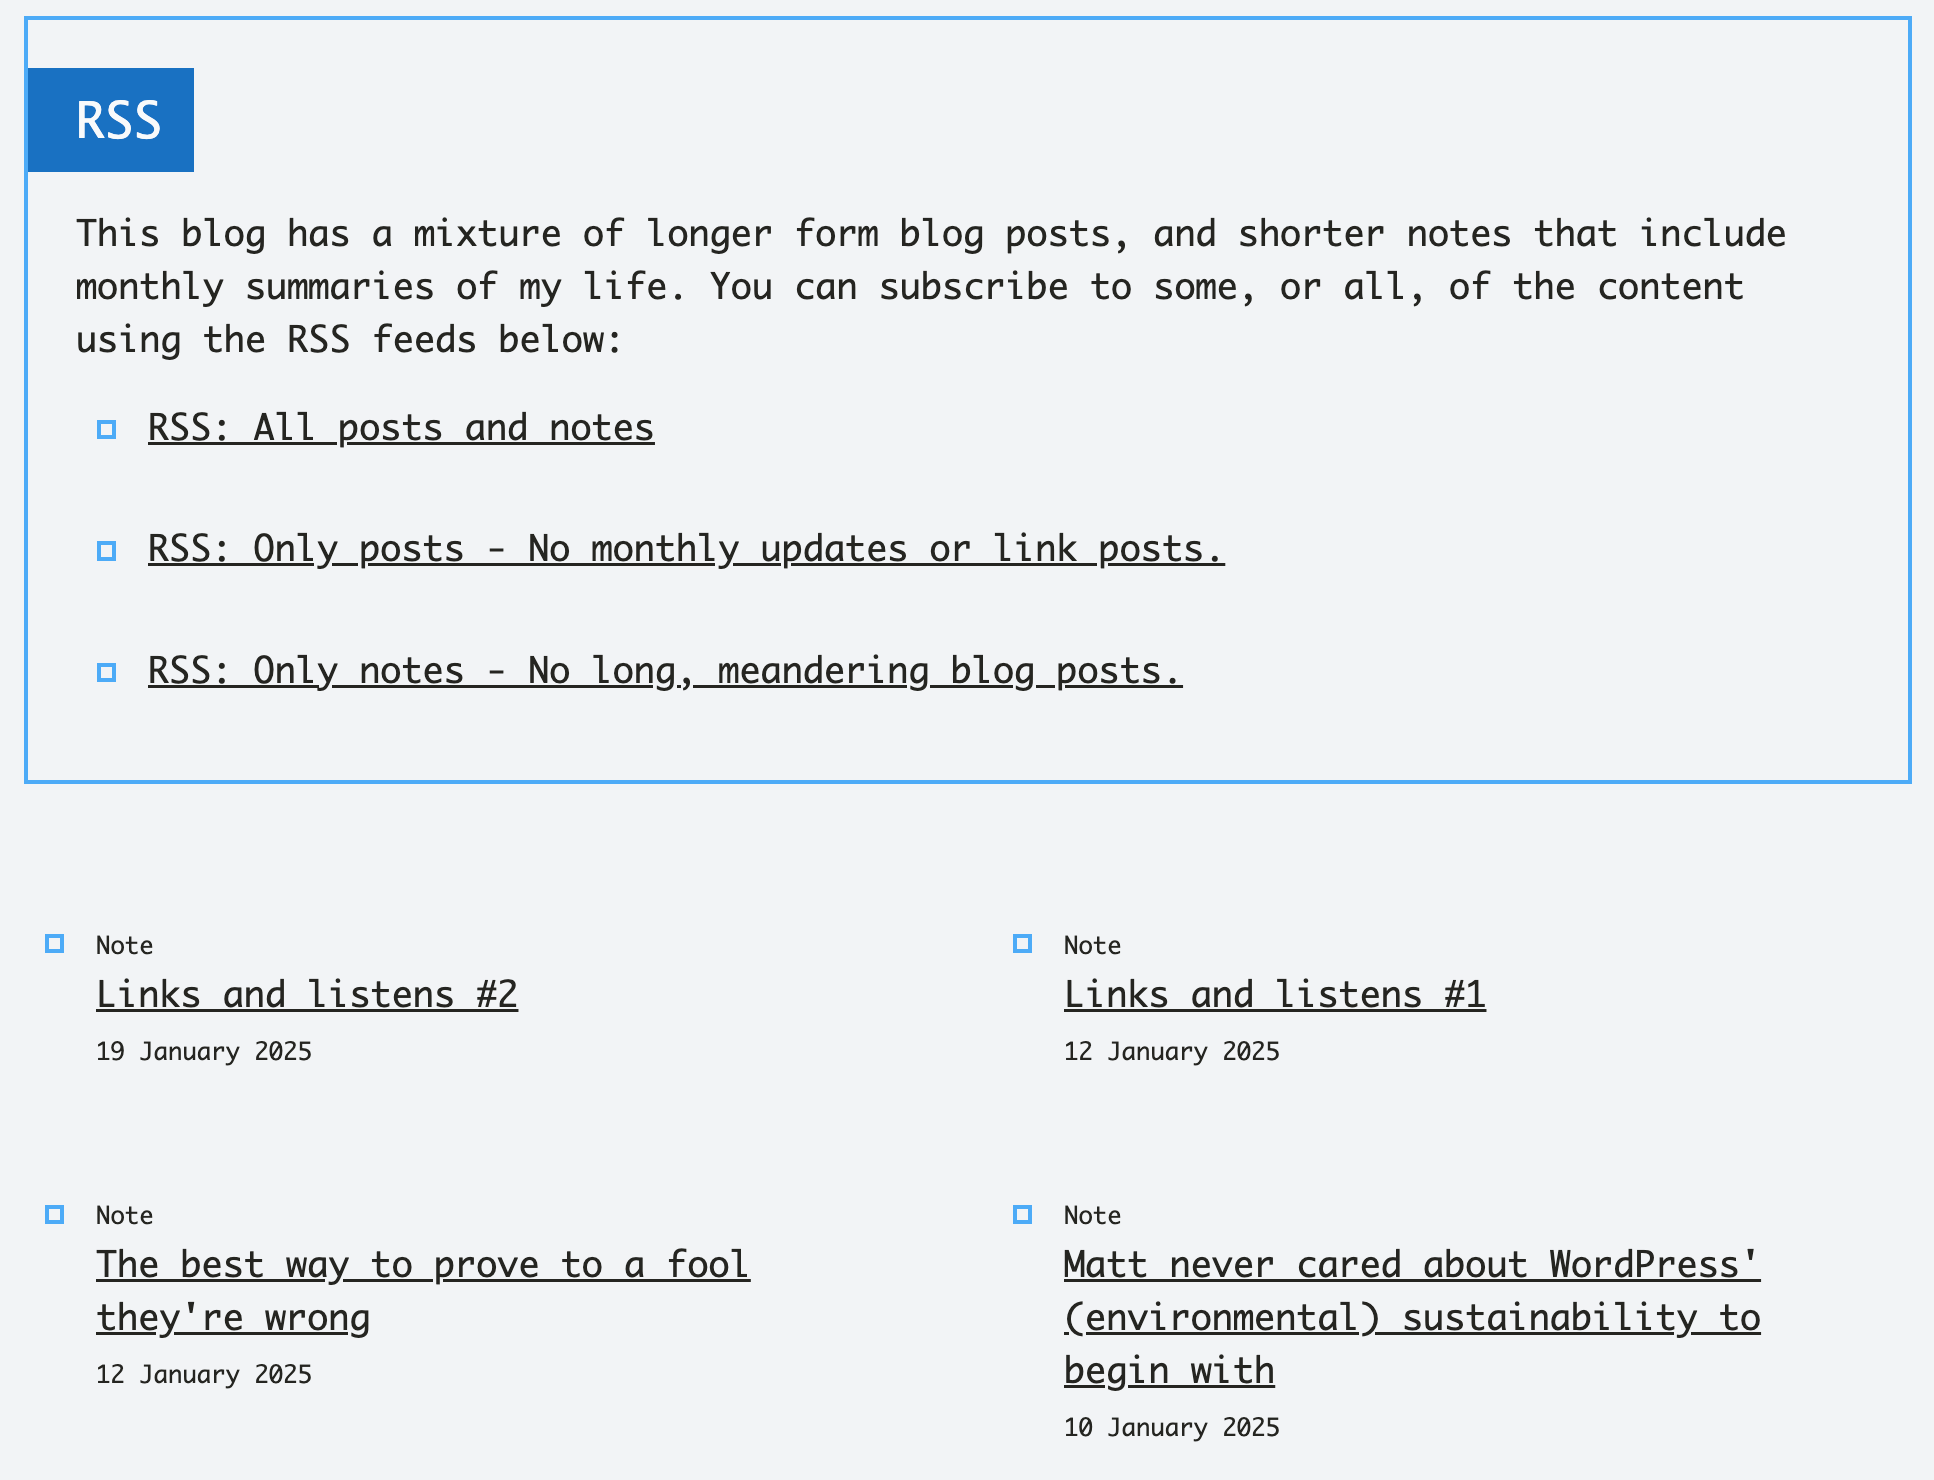 RSS
This blog has a mixture of longer form blog posts, and shorter notes that include
monthly summaries of my life. You can subscribe to some, or all, of the content
using the RSS feeds below:
RSS: All posts and notes
RSS: Only posts - No monthly updates or link posts.
RSS: Only notes - No long, meandering blog posts.
Note
Links and listens #2
19 January 2025
Note
Links and listens #1
12 January 2025
Note
The best way to prove to a fool
they're wrong
12 January 2025
Note
Matt never cared about WordPress'
(environmental) sustainability to
begin with
10 January 2025